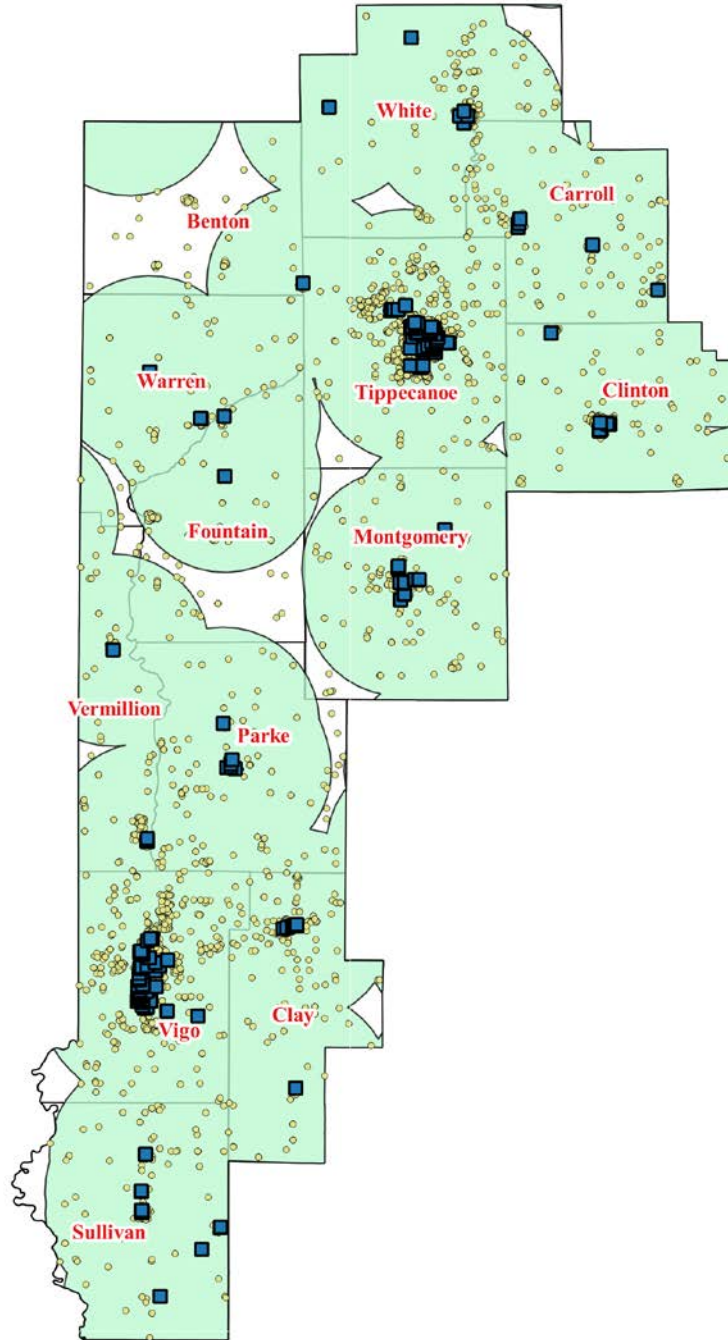 White
Carroll
Benton
Warren
Tippecanoe
Clinton
Fountain
Montgomery
Vermillion
Parke
Clay
Vigo
Sullivan